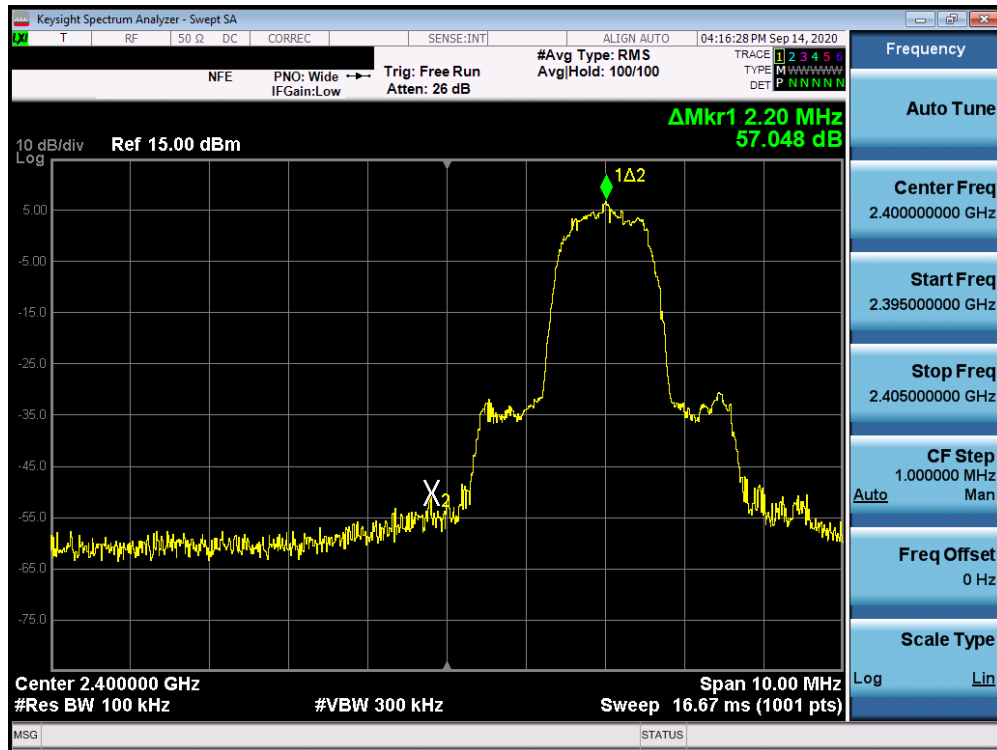 Keysight Spectrum Analyzer - Swept SA
LXI T RF 50 Ω DC CORREC SENSE:INT ALIGN AUTO 04:16:28 PM Sep 14, 2020
NFE PNO: Wide Trig: Free Run #Avg Type: RMS TRACE 1 2 3 4 5 6
IFGain:Low Atten: 26 dB Avg|Hold: 100/100 TYPE M WWWWW
DET P N N N N N
ΔMkr1 2.20 MHz
57.048 dB
10 dB/div Ref 15.00 dBm
Log
1Δ2
5.00
-5.00
-15.0
-25.0
-35.0
-45.0
X2
-55.0
-65.0
-75.0
Center 2.400000 GHz Span 10.00 MHz
#Res BW 100 kHz #VBW 300 kHz Sweep 16.67 ms (1001 pts)
MSG STATUS
Frequency
Auto Tune
Center Freq
2.400000000 GHz
Start Freq
2.395000000 GHz
Stop Freq
2.405000000 GHz
CF Step
1.000000 MHz
Auto Man
Freq Offset
0 Hz
Scale Type
Log Lin